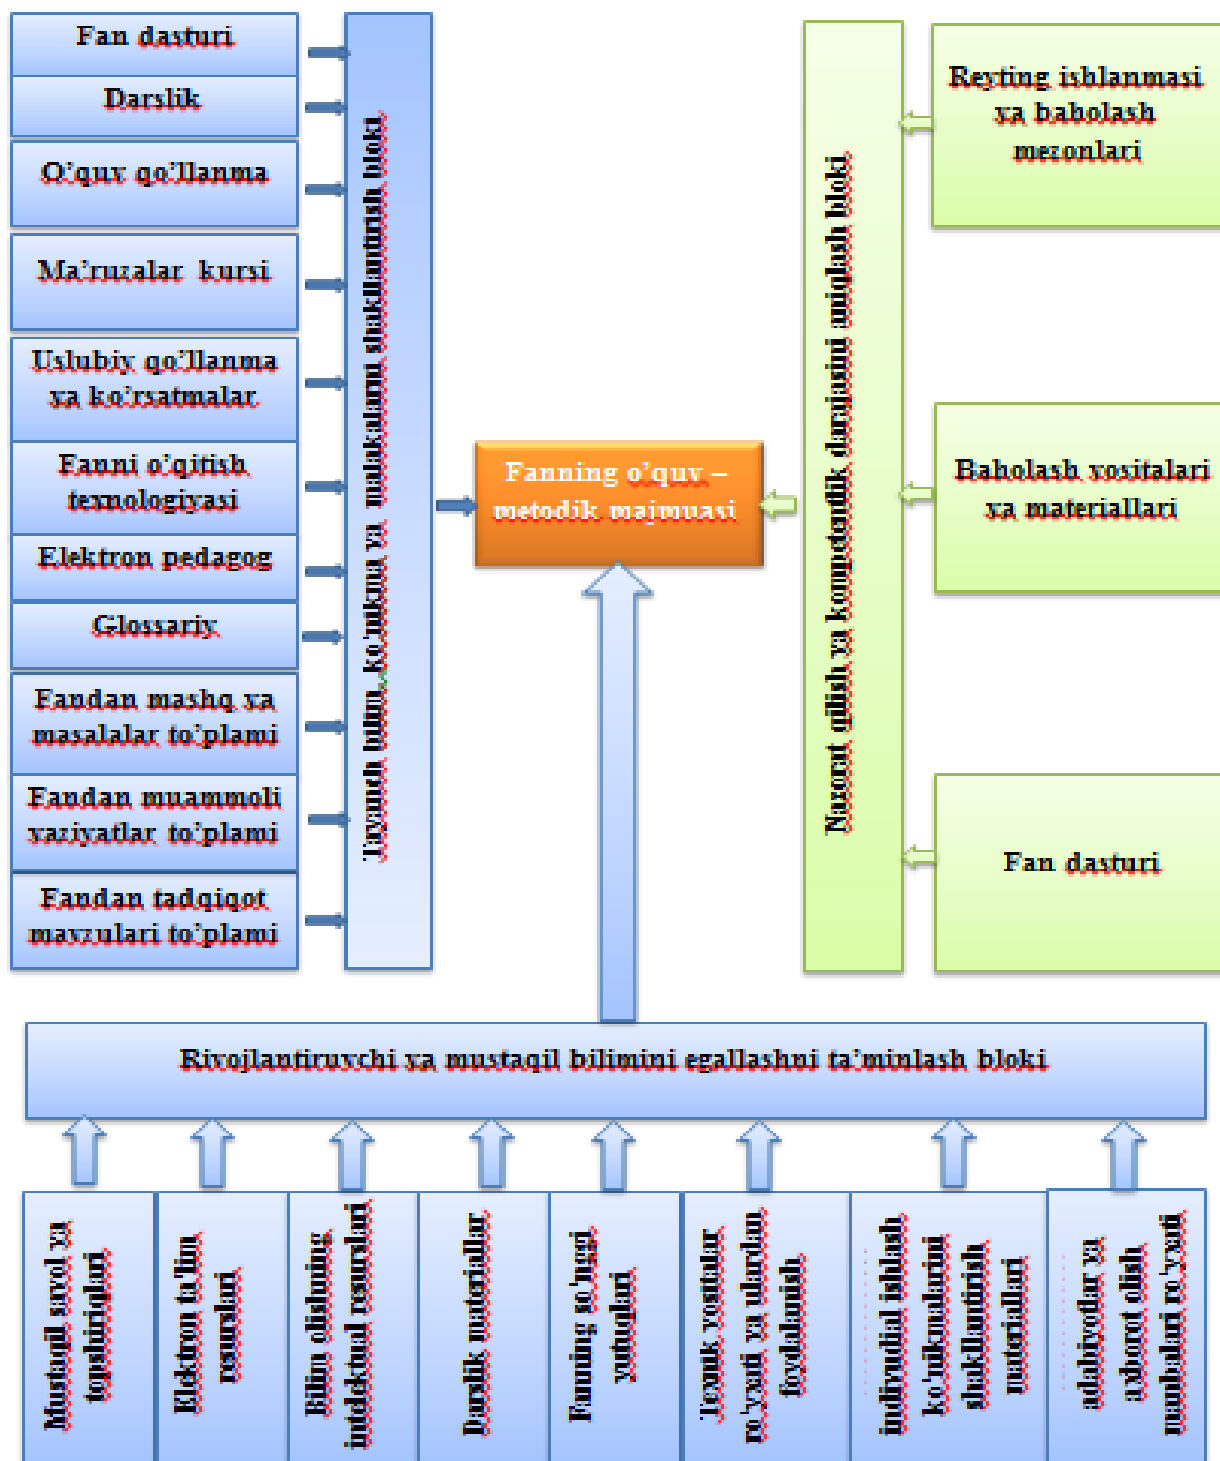 Fan dasturi
Darslik
O’quv qo’llanma
Ma’ruzalar kursi
Uslubiy qo’llanma
va ko’rsatmalar
Fanni o’qitish
texnologiyasi
Elektron pedagog
Glossariy
Fandan mashq va
masalalar to’plami
Fandan muammoli
vaziyatlar to’plami
Fandan tadqiqot
mavzulari to’plami
Tayanch bilim, ko’nikma va malakalarni shakllantirish bloki
Fanning o’quv –
metodik majmuasi
Nazorat qilish va kompetentlik darajasini aniqlash bloki
Reyting ishlanmasi
va baholash
mezonlari
Baholash vositalari
va materiallari
Fan dasturi
Rivojlantiruvchi va mustaqil bilimini egallashni ta’minlash bloki
Mustaqil savol va
topshiriqlari
Elektron ta’lim
resurslari
Bilim olishning
intelektual resurslari
Darslik materiallar
Fanning so’nggi
yutuqlari
Texnik vositalar
ro’yxati va ulardan
foydalanish
indivudial ishlash
ko’nikmalarini
shakllantirish
materiallari
adabiyotlar va
axborot olish
manbalari ro’yxati